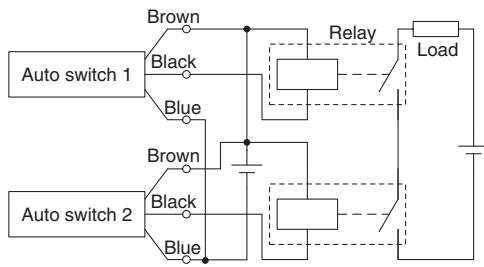 Brown
Relay
Load
Auto switch 1
Black
Blue
Brown
Auto switch 2
Black
Blue